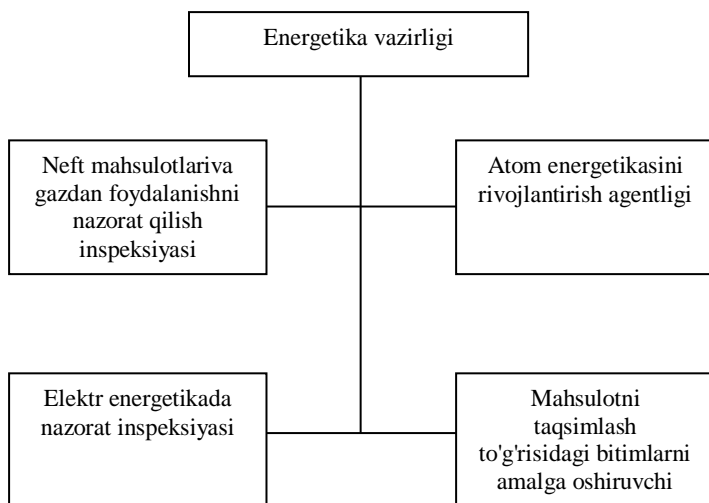 Energetika vazirligi
Neft mahsulotlariva
gazdan foydalanishni
nazorat qilish
inspeksiyasi
Atom energetikasini
rivojlantirish agentligi
Elektr energetikada
nazorat inspeksiyasi
Mahsulotni
taqsimlash
to'g'risidagi bitimlarni
amalga oshiruvchi